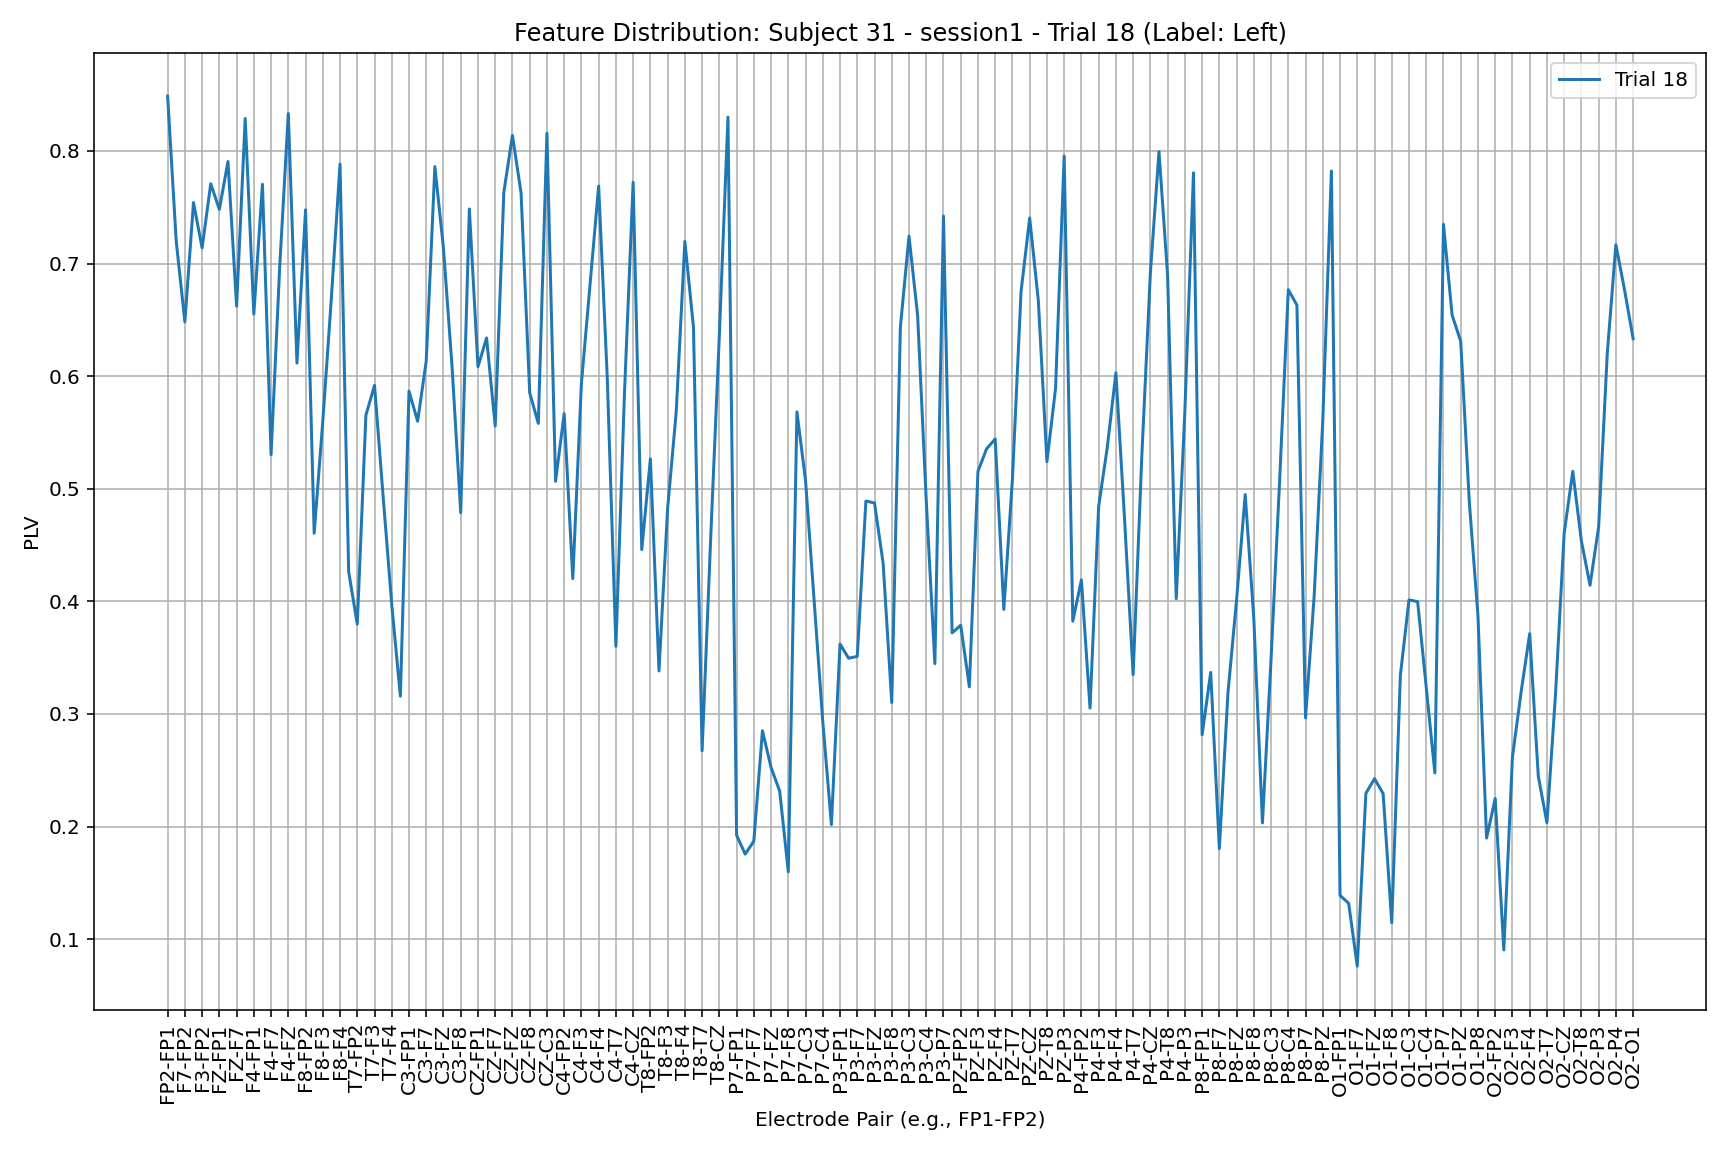 Feature Distribution: Subject 31 - session1 - Trial 18 (Label: Left)
Trial 18
PLV
0.8
0.7
0.6
0.5
0.4
0.3
0.2
0.1
FP2-FP1
F7-FP2
F3-FP2
FZ-FP1
FZ-F7
F4-FP1
F4-F7
F4-FZ
F8-FP2
F8-F3
F8-F4
T7-FP2
T7-F3
T7-F4
C3-FP1
C3-F7
C3-FZ
C3-F8
CZ-FP1
CZ-F7
CZ-FZ
CZ-F8
CZ-C3
C4-FP2
C4-F3
C4-F4
C4-T7
C4-CZ
T8-FP2
T8-F3
T8-F4
T8-T7
T8-CZ
P7-FP1
P7-F7
P7-FZ
P7-F8
P7-C3
P7-C4
P3-FP1
P3-F7
P3-FZ
P3-F8
P3-C3
P3-C4
P3-P7
PZ-FP2
PZ-F3
PZ-F4
PZ-T7
PZ-CZ
PZ-T8
PZ-P3
P4-FP2
P4-F3
P4-F4
P4-T7
P4-CZ
P4-T8
P4-P3
P8-FP1
P8-F7
P8-FZ
P8-F8
P8-C3
P8-C4
P8-P7
P8-PZ
O1-FP1
O1-F7
O1-FZ
O1-F8
O1-C3
O1-C4
O1-P7
O1-PZ
O1-P8
O2-FP2
O2-F3
O2-F4
O2-T7
O2-CZ
O2-T8
O2-P3
O2-P4
O2-O1
Electrode Pair (e.g., FP1-FP2)